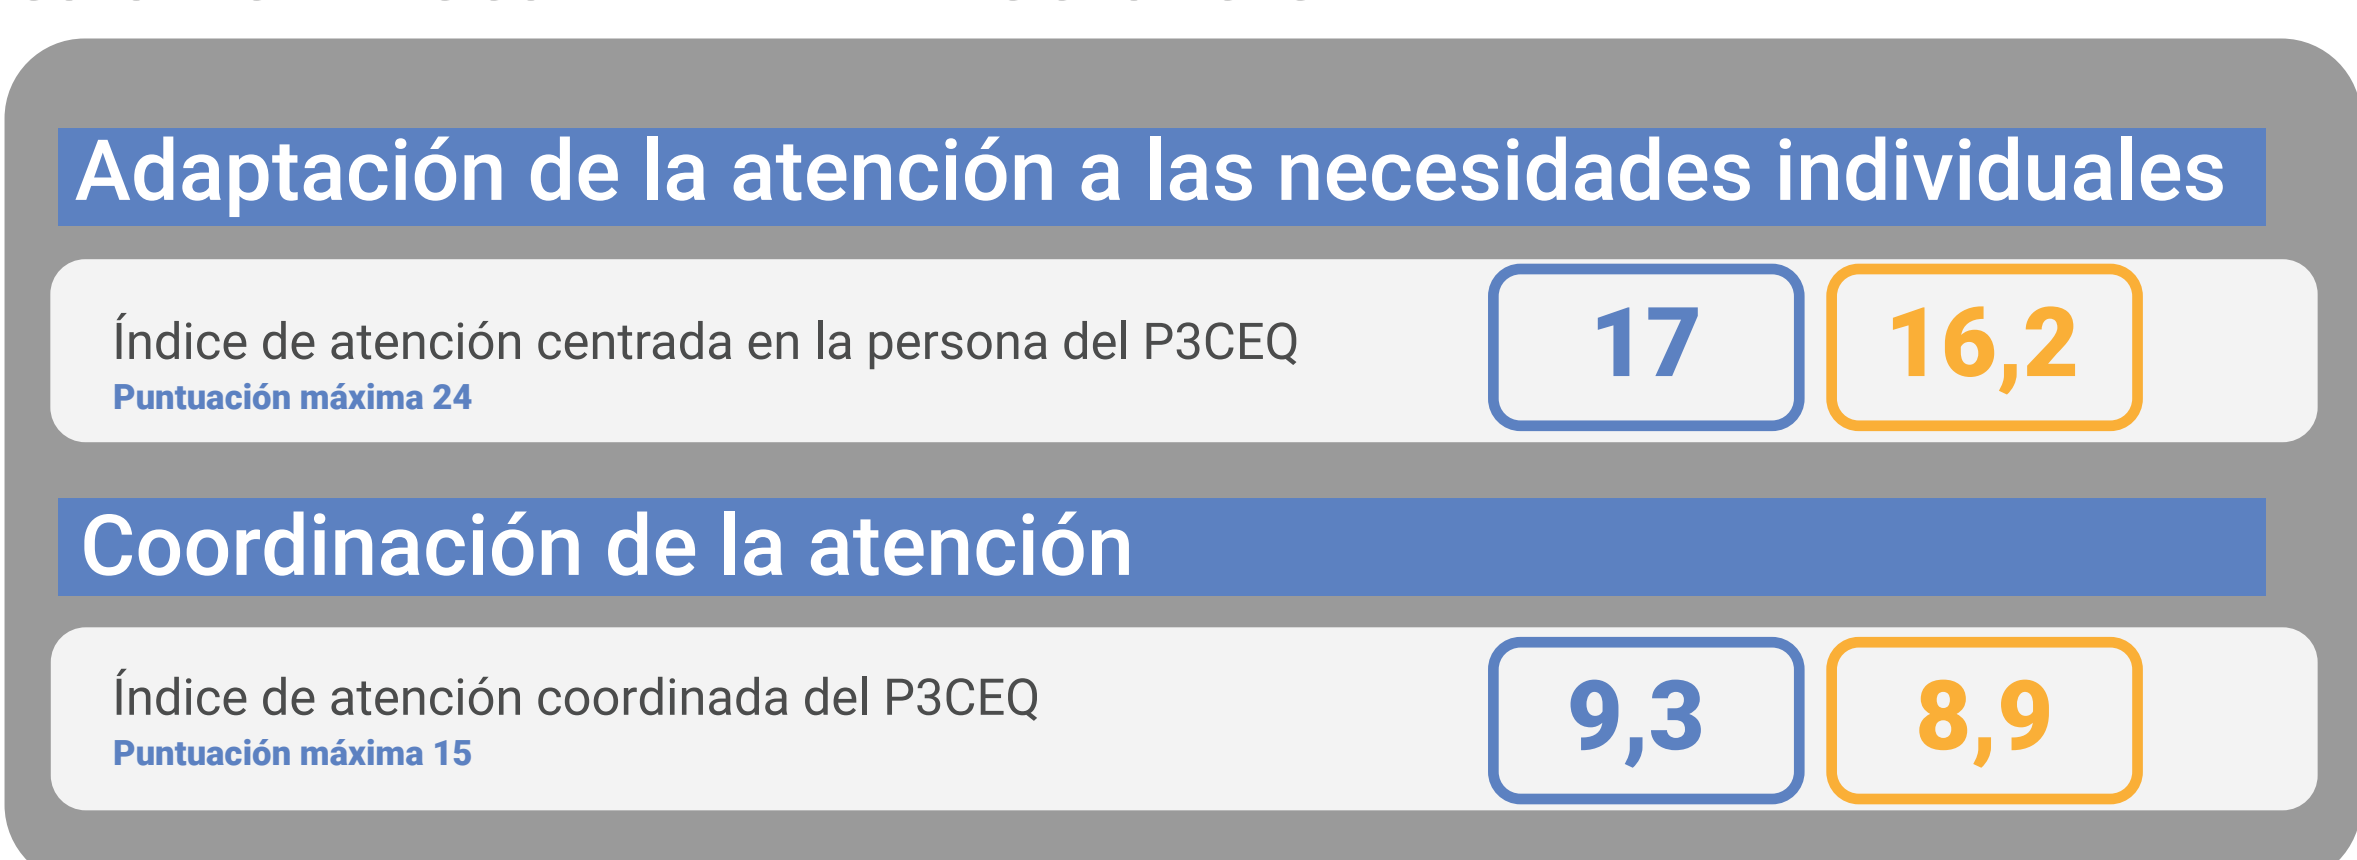 Adaptación de la atención a las necesidades individuales
Índice de atención centrada en la persona del P3CEQ
Puntuación máxima 24
17
16,2
Coordinación de la atención
Índice de atención coordinada del P3CEQ
Puntuación máxima 15
9,3
8,9